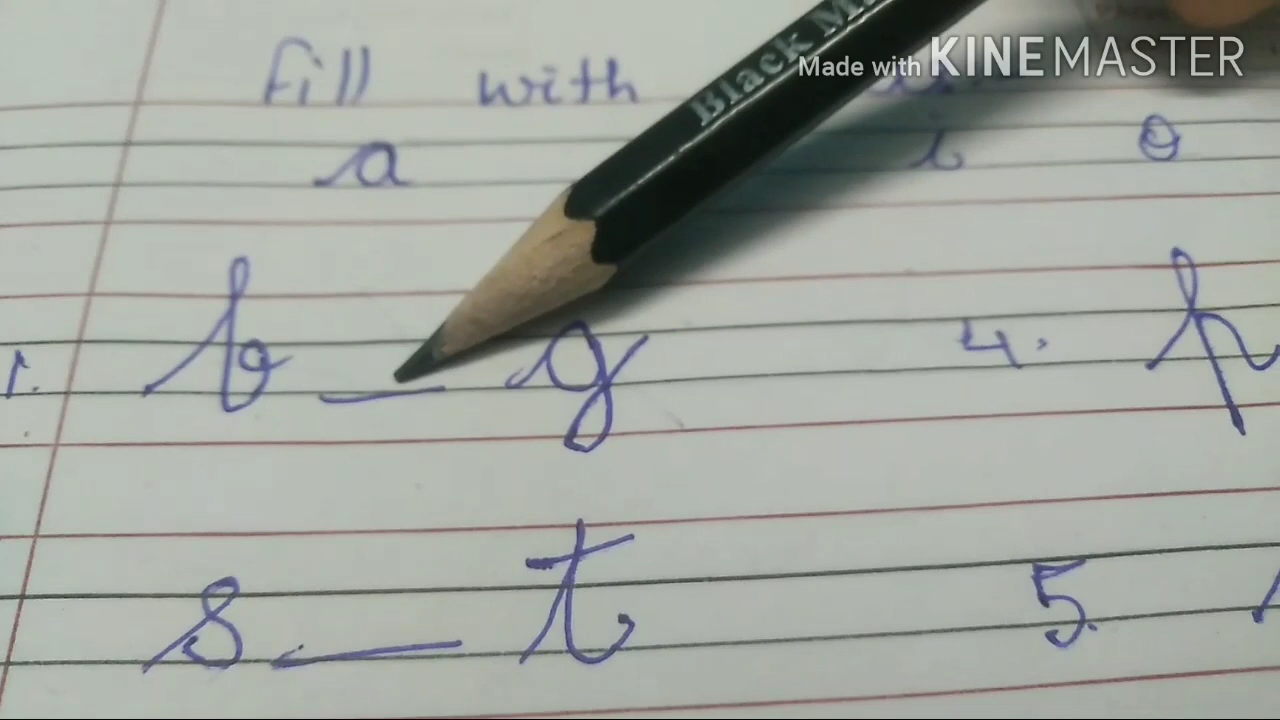 Made with KINEMASTER
Black
fill with
a i o
1. b _ g 4. p
s _ t 5.